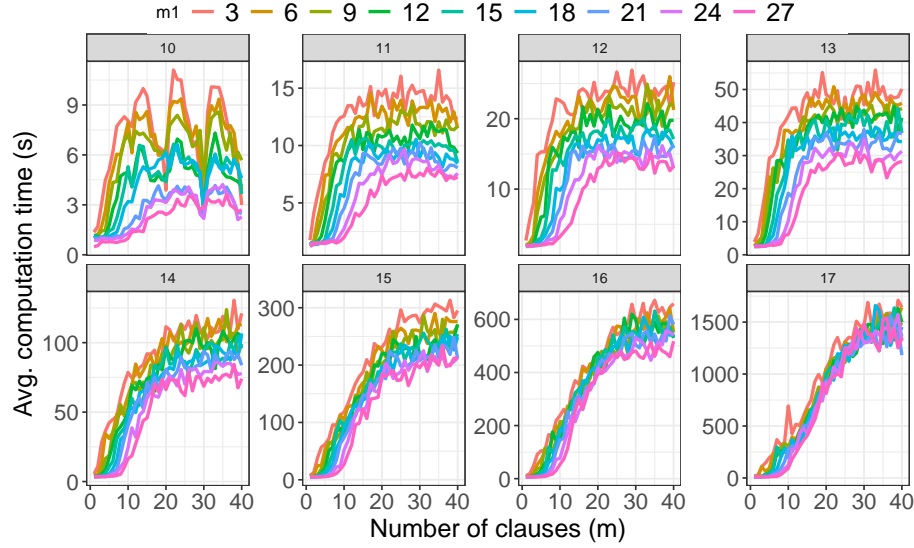 m1 3 6 9 12 15 18 21 24 27
10 11 12 13
9 6 3 0
15 10 5
20 10
50 40 30 20 10 0
Avg. computation time (s)
14 15 16 17
100 50 0
300 200 100 0
600 400 200 0
1500 1000 500 0
0 10 20 30 40 0 10 20 30 40 0 10 20 30 40 0 10 20 30 40
Number of clauses (m)